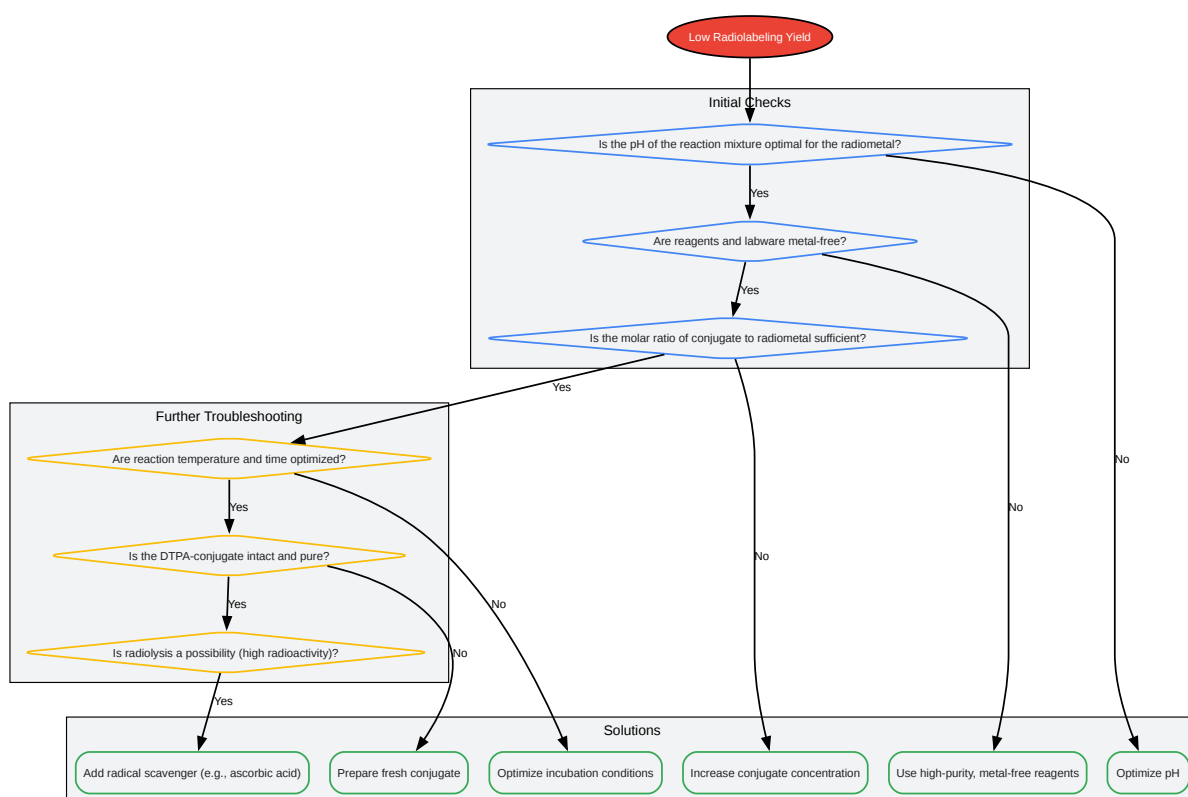 Low Radiolabeling Yield
Initial Checks
Is the pH of the reaction mixture optimal for the radiometal?
Yes
Are reagents and labware metal-free?
Yes
Is the molar ratio of conjugate to radiometal sufficient?
Yes
Further Troubleshooting
Are reaction temperature and time optimized?
No
Yes
No
Is the DTPA-conjugate intact and pure?
No
Yes
No
Is radiolysis a possibility (high radioactivity)?
No
Yes
Solutions
Add radical scavenger (e.g., ascorbic acid)
Prepare fresh conjugate
Optimize incubation conditions
Increase conjugate concentration
Use high-purity, metal-free reagents
Optimize pH